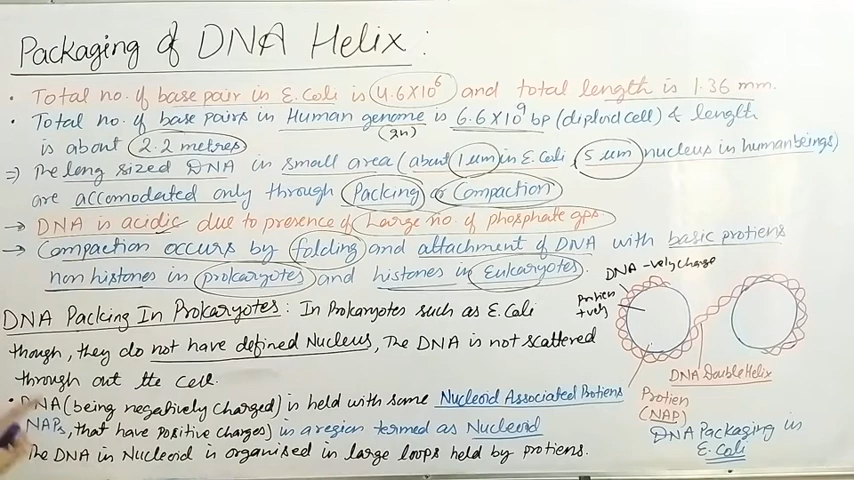 Packaging of DNA Helix :
• Total no. of base pair in E.Coli is 4.6X10⁶ and total length is 1.36 mm.
• Total no. of base pairs in Human genome is 6.6X10⁹ bp (diploid cell) & length
(2n)
is about 2.2 metres
⇒ The long sized DNA in small area (about 1 um) in E.Coli, 5 um nucleus in human beings)
are accomodated only through Packing or Compaction
→ DNA is acidic due to presence of Large no. of phosphate gps
→ Compaction occurs by folding and attachment of DNA with basic protiens
non histones in prokaryotes and histones in Eukaryotes.
DNA Packing In Prokaryotes : In Prokaryotes such as E.Coli
though, they do not have defined Nucleus, The DNA is not scattered
through out the cell.
• DNA (being negatively charged) is held with some Nucleoid Associated Protiens
NAPs, that have positive charges) in a region termed as Nucleoid
The DNA in Nucleoid is organised in large loops held by protiens.
DNA -vely charge
Protien
+vely
DNA Double Helix
Protien
(NAP)
DNA Packaging in
E.Coli